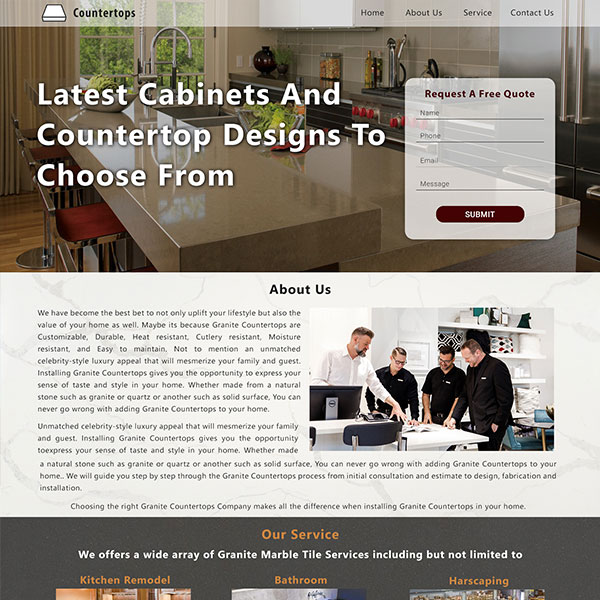 Countertops
Home About Us Service Contact Us
Latest Cabinets And
Countertop Designs To
Choose From
Request A Free Quote
Name
Phone
Email
Message
SUBMIT
About Us
We have become the best bet to not only uplift your lifestyle but also the
value of your home as well. Maybe its because Granite Countertops are
Customizable, Durable, Heat resistant, Cutlery resistant, Moisture
resistant, and Easy to maintain. Not to mention an unmatched
celebrity-style luxury appeal that will mesmerize your family and guest.
Installing Granite Countertops gives you the opportunity to express your
sense of taste and style in your home. Whether made from a natural
stone such as granite or quartz or another such as solid surface, You can
never go wrong with adding Granite Countertops to your home.
Unmatched celebrity-style luxury appeal that will mesmerize your family
and guest. Installing Granite Countertops gives you the opportunity
toexpress your sense of taste and style in your home. Whether made
a natural stone such as granite or quartz or another such as solid surface, You can never go wrong with adding Granite Countertops to your
home.. We will guide you step by step through the Granite Countertops process from initial consultation and estimate to design, fabrication and
installation.
Choosing the right Granite Countertops Company makes all the difference when installing Granite Countertops in your home.
Our Service
We offers a wide array of Granite Marble Tile Services including but not limited to
Kitchen Remodel Bathroom Harscaping